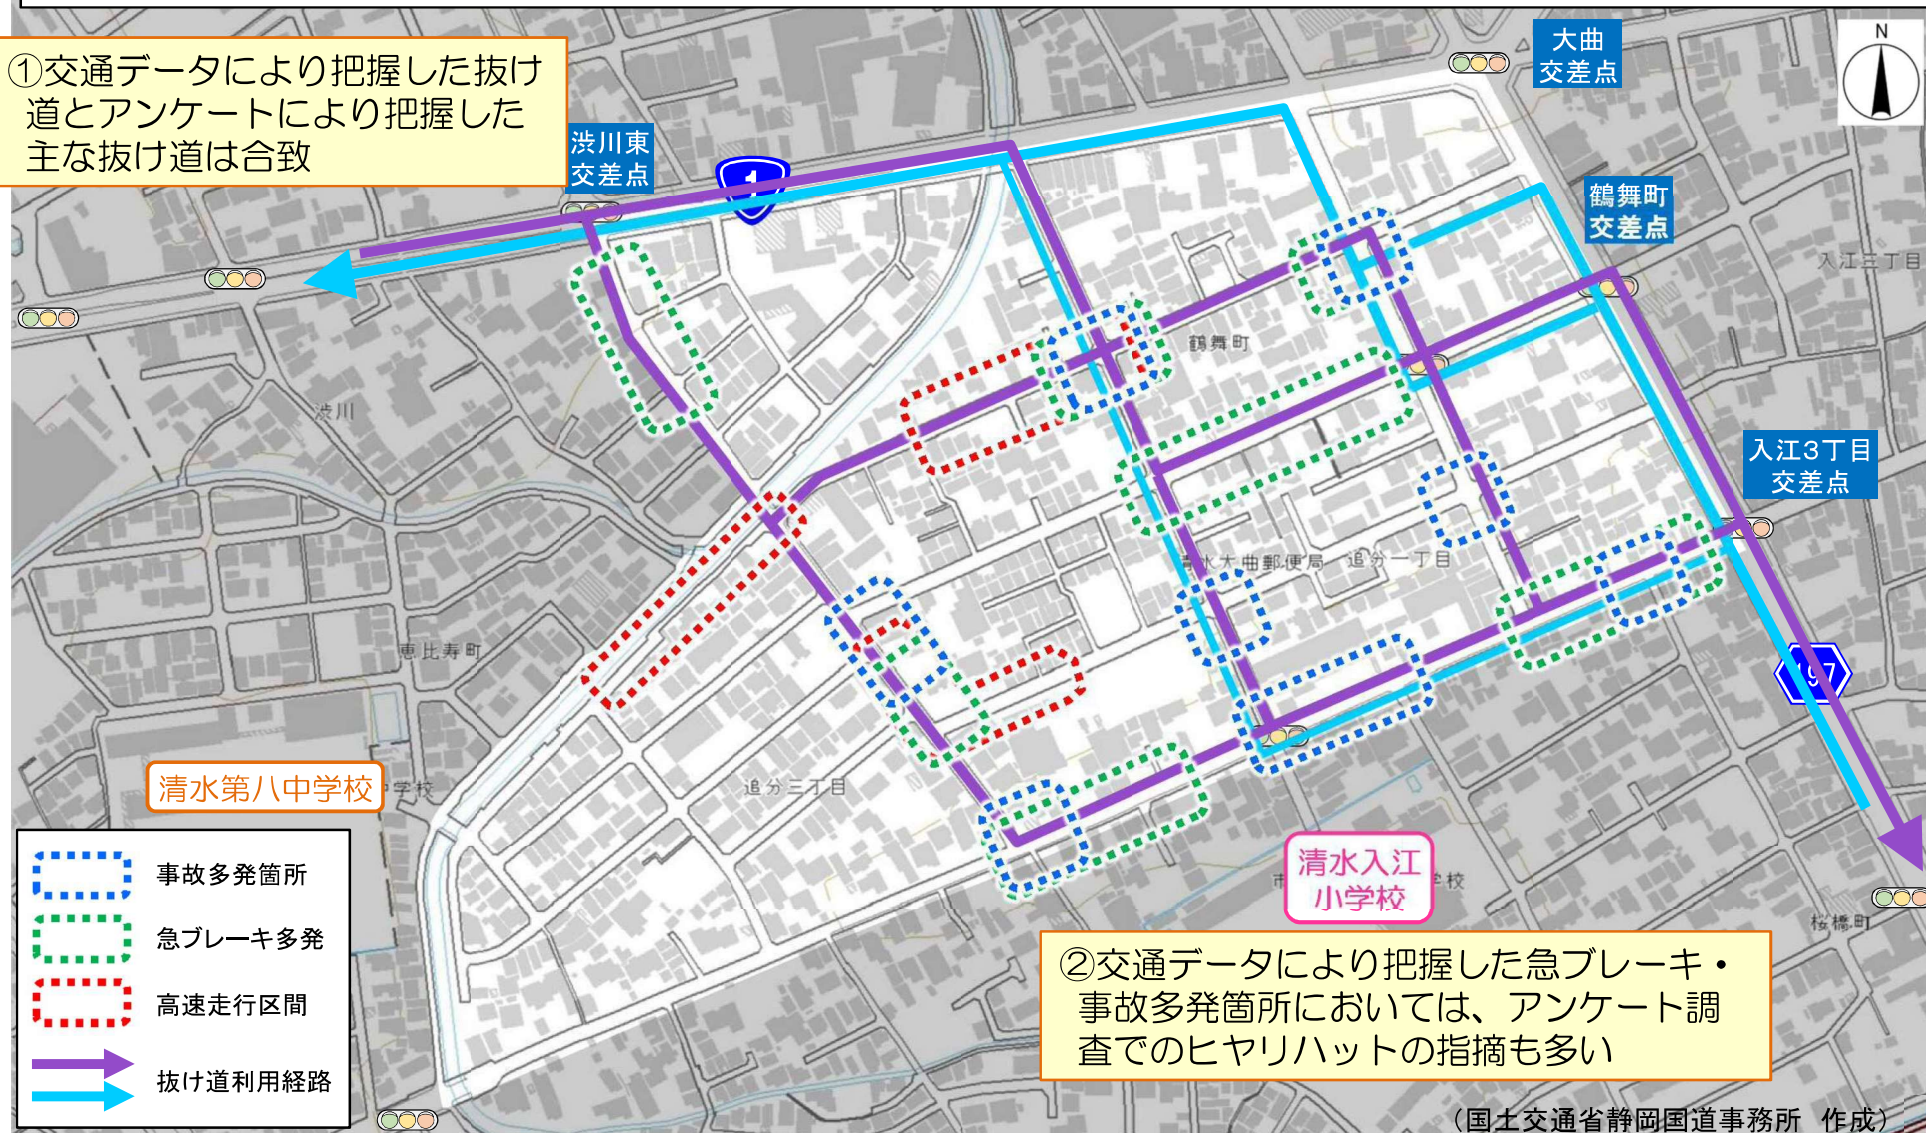 ①交通データにより把握した抜け
道とアンケートにより把握した
主な抜け道は合致
大曲
交差点
N
渋川東
交差点
1
鶴舞町
交差点
入江三丁目
鶴舞町
渋川
入江3丁目
交差点
清水大曲郵便局
追分一丁目
恵比寿町
197
清水第八中学校
中学校
追分三丁目
清水入江
小学校
市
学校
桜橋町
事故多発箇所
急ブレーキ多発
高速走行区間
抜け道利用経路
②交通データにより把握した急ブレーキ・
事故多発箇所においては、アンケート調
査でのヒヤリハットの指摘も多い
（国土交通省静岡国道事務所 作成）